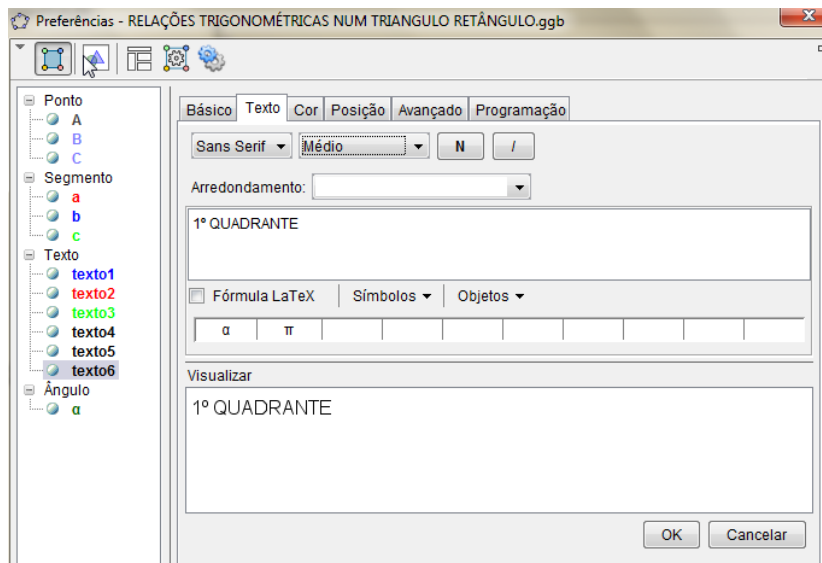 Preferências - RELAÇÕES TRIGONOMÉTRICAS NUM TRIANGULO RETÂNGULO.ggb
Ponto
A
B
C
Segmento
a
b
c
Texto
texto1
texto2
texto3
texto4
texto5
texto6
Ângulo
α
Básico Texto Cor Posição Avançado Programação
Sans Serif Médio N I
Arredondamento:
1º QUADRANTE
Fórmula LaTeX Símbolos Objetos
α π
Visualizar
1º QUADRANTE
OK Cancelar